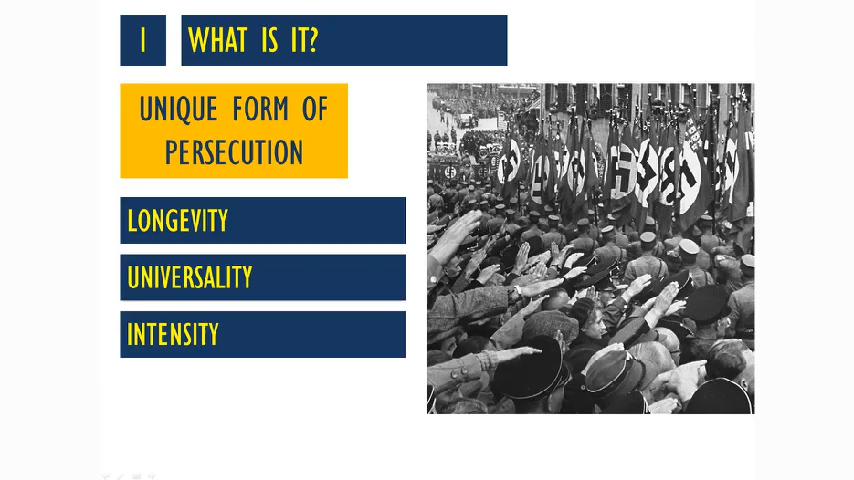 I
WHAT IS IT?
UNIQUE FORM OF
PERSECUTION
LONGEVITY
UNIVERSALITY
INTENSITY